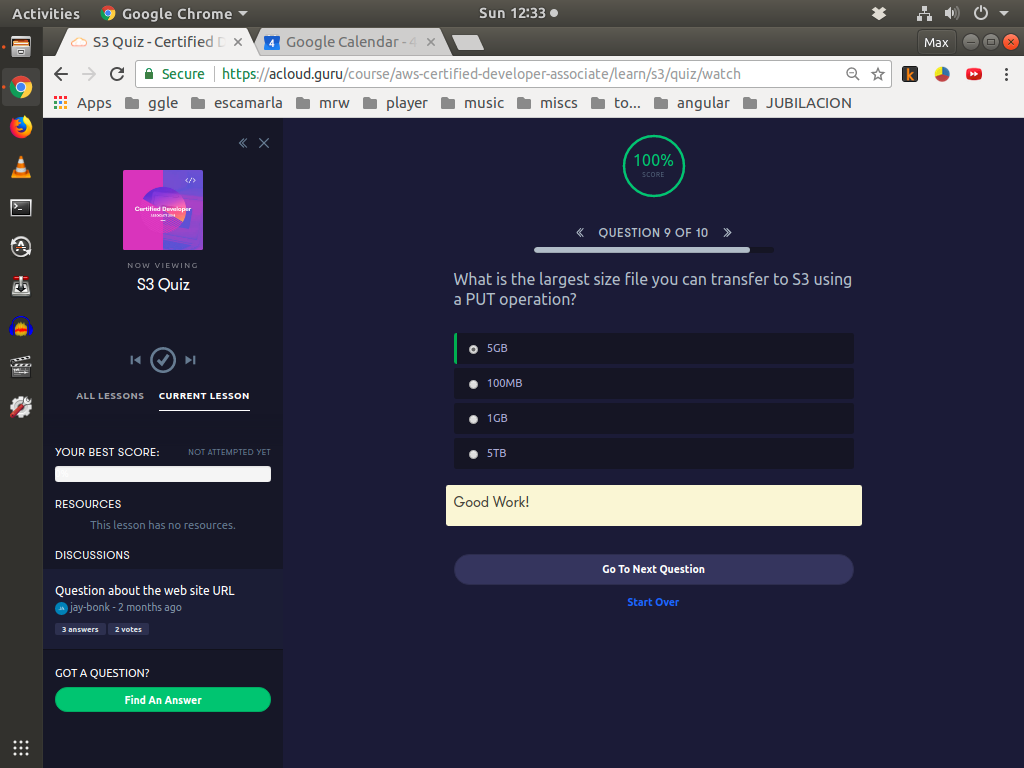 Activities
Google Chrome
Sun 12:33
S3 Quiz - Certified D
Google Calendar - 4
Max
Secure
https://acloud.guru/course/aws-certified-developer-associate/learn/s3/quiz/watch
Apps
ggle
escamarla
mrw
player
music
miscs
to...
angular
JUBILACION
Certified Developer
NOW VIEWING
S3 Quiz
ALL LESSONS
CURRENT LESSON
YOUR BEST SCORE:
NOT ATTEMPTED YET
RESOURCES
This lesson has no resources.
DISCUSSIONS
Question about the web site URL
jay-bonk - 2 months ago
3 answers
2 votes
GOT A QUESTION?
Find An Answer
100%
SCORE
QUESTION 9 OF 10
What is the largest size file you can transfer to S3 using
a PUT operation?
5GB
100MB
1GB
5TB
Good Work!
Go To Next Question
Start Over